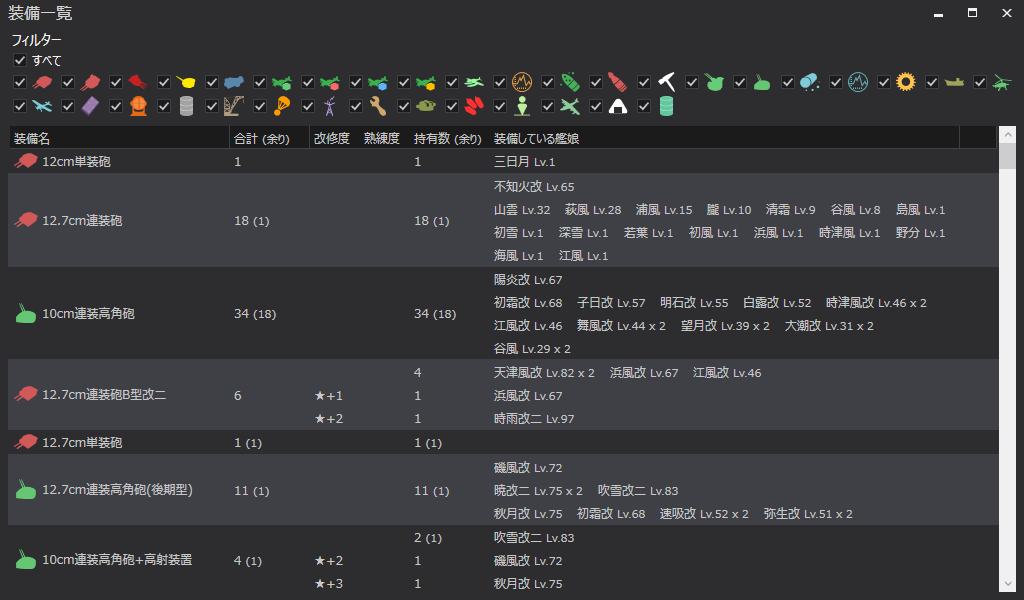 装備一覧
フィルター
すべて
装備名 合計 (余り) 改修度 熟練度 持有数 (余り) 装備している艦娘
12cm単装砲 1 1 三日月 Lv.1
不知火改 Lv.65
山雲 Lv.32 萩風 Lv.28 浦風 Lv.15 朧 Lv.10 清霜 Lv.9 谷風 Lv.8 島風 Lv.1
12.7cm連装砲 18 (1) 18 (1)
初雪 Lv.1 深雪 Lv.1 若葉 Lv.1 初風 Lv.1 浜風 Lv.1 時津風 Lv.1 野分 Lv.1
海風 Lv.1 江風 Lv.1
陽炎改 Lv.67
初霜改 Lv.68 子日改 Lv.57 明石改 Lv.55 白露改 Lv.52 時津風改 Lv.46 x 2
10cm連装高角砲 34 (18) 34 (18)
江風改 Lv.46 舞風改 Lv.44 x 2 望月改 Lv.39 x 2 大潮改 Lv.31 x 2
谷風 Lv.29 x 2
4 天津風改 Lv.82 x 2 浜風改 Lv.67 江風改 Lv.46
12.7cm連装砲B型改二 6 ★+1 1 浜風改 Lv.67
★+2 1 時雨改二 Lv.97
12.7cm単装砲 1 (1) 1 (1)
磯風改 Lv.72
12.7cm連装高角砲(後期型) 11 (1) 11 (1) 暁改二 Lv.75 x 2 吹雪改二 Lv.83
秋月改 Lv.75 初霜改 Lv.68 速吸改 Lv.52 x 2 弥生改 Lv.51 x 2
2 (1) 吹雪改二 Lv.83
10cm連装高角砲+高射装置 4 (1) ★+2 1 磯風改 Lv.72
★+3 1 秋月改 Lv.75